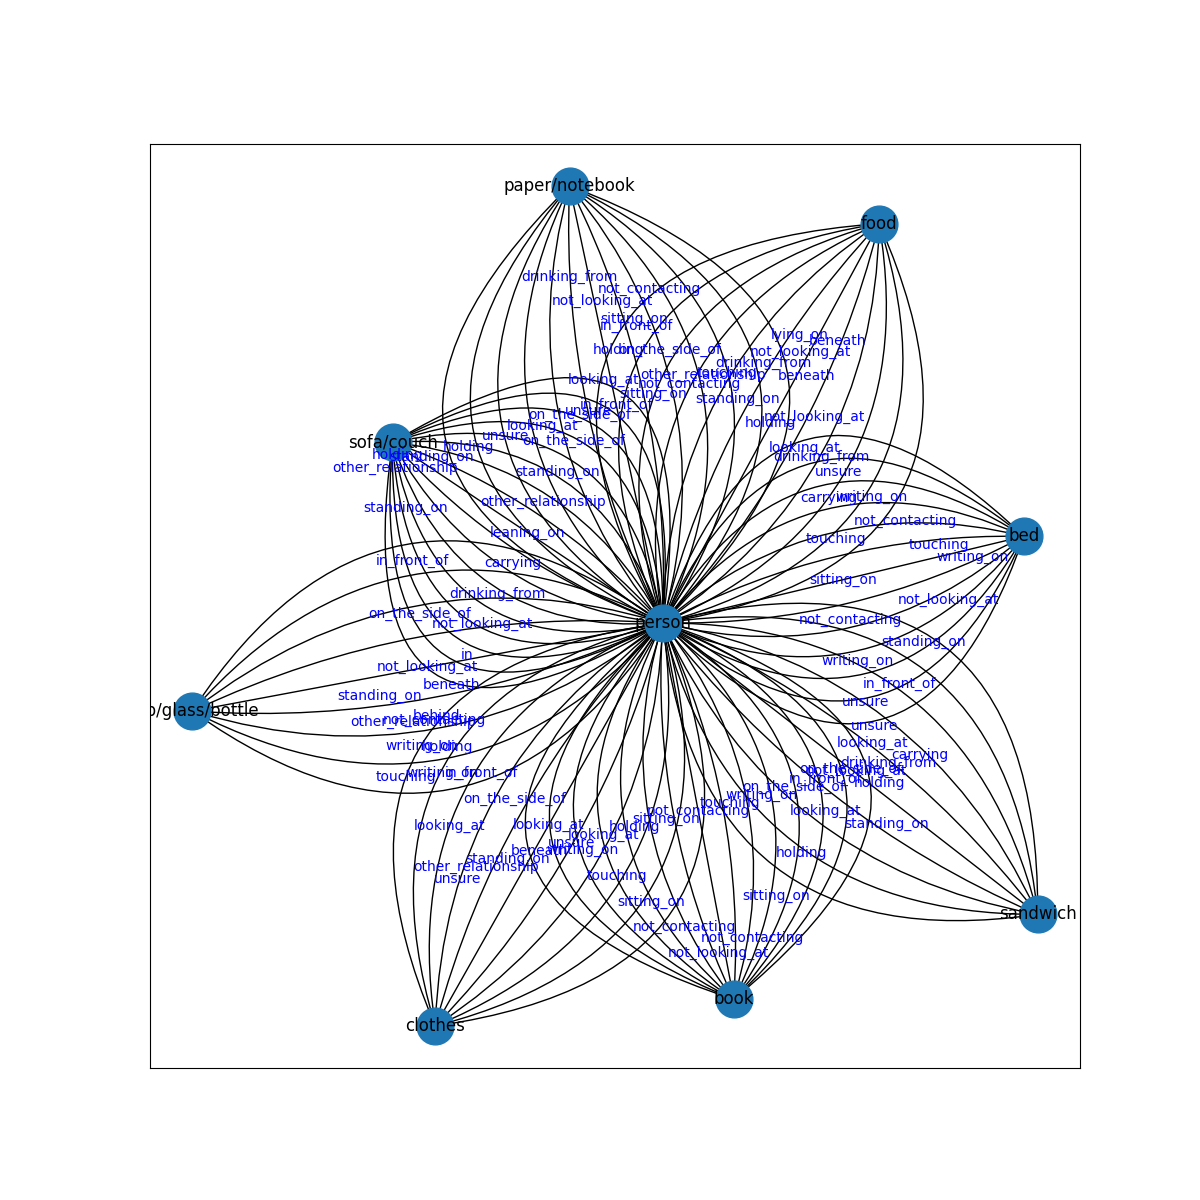 paper/notebook
food
drinking_from
not_contacting
not_looking_at
sitting_on
in_front_of
lying_on
beneath
holding
on_the_side_of
not_looking_at
drinking_from
other_relationship
touching
beneath
looking_at
not_contacting
sitting_on
standing_on
in_front_of
unsure
on_the_side_of
not_looking_at
holding
looking_at
unsure
on_the_side_of
sofa/couch
holding
looking_at
holding
standing_on
drinking_from
other_relationship
standing_on
unsure
other_relationship
carrying
writing_on
standing_on
not_contacting
leaning_on
touching
bed
touching
in_front_of
carrying
writing_on
sitting_on
drinking_from
not_looking_at
on_the_side_of
not_looking_at
person
not_contacting
standing_on
in
writing_on
not_looking_at
beneath
in_front_of
standing_on
unsure
b/glass/bottle
behind
other_relationship
not_contacting
unsure
writing_on
holding
looking_at
carrying
drinking_from
on_the_side_of
not_looking_at
touching
writing_on
in_front_of
in_front_of
holding
on_the_side_of
writing_on
on_the_side_of
touching
not_contacting
looking_at
sitting_on
looking_at
looking_at
holding
standing_on
looking_at
unsure
beneath
writing_on
holding
standing_on
other_relationship
unsure
touching
sitting_on
sitting_on
sandwich
not_contacting
not_contacting
not_looking_at
book
clothes